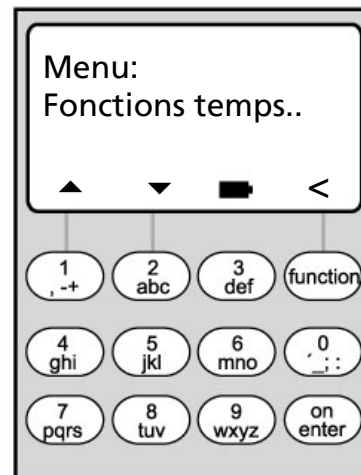 Menu:
Fonctions temps..
<
1 2 3 function
, -+ abc def
4 5 6 0
ghi jkl mno ´_; :
7 8 9 on
pqrs tuv wxyz enter